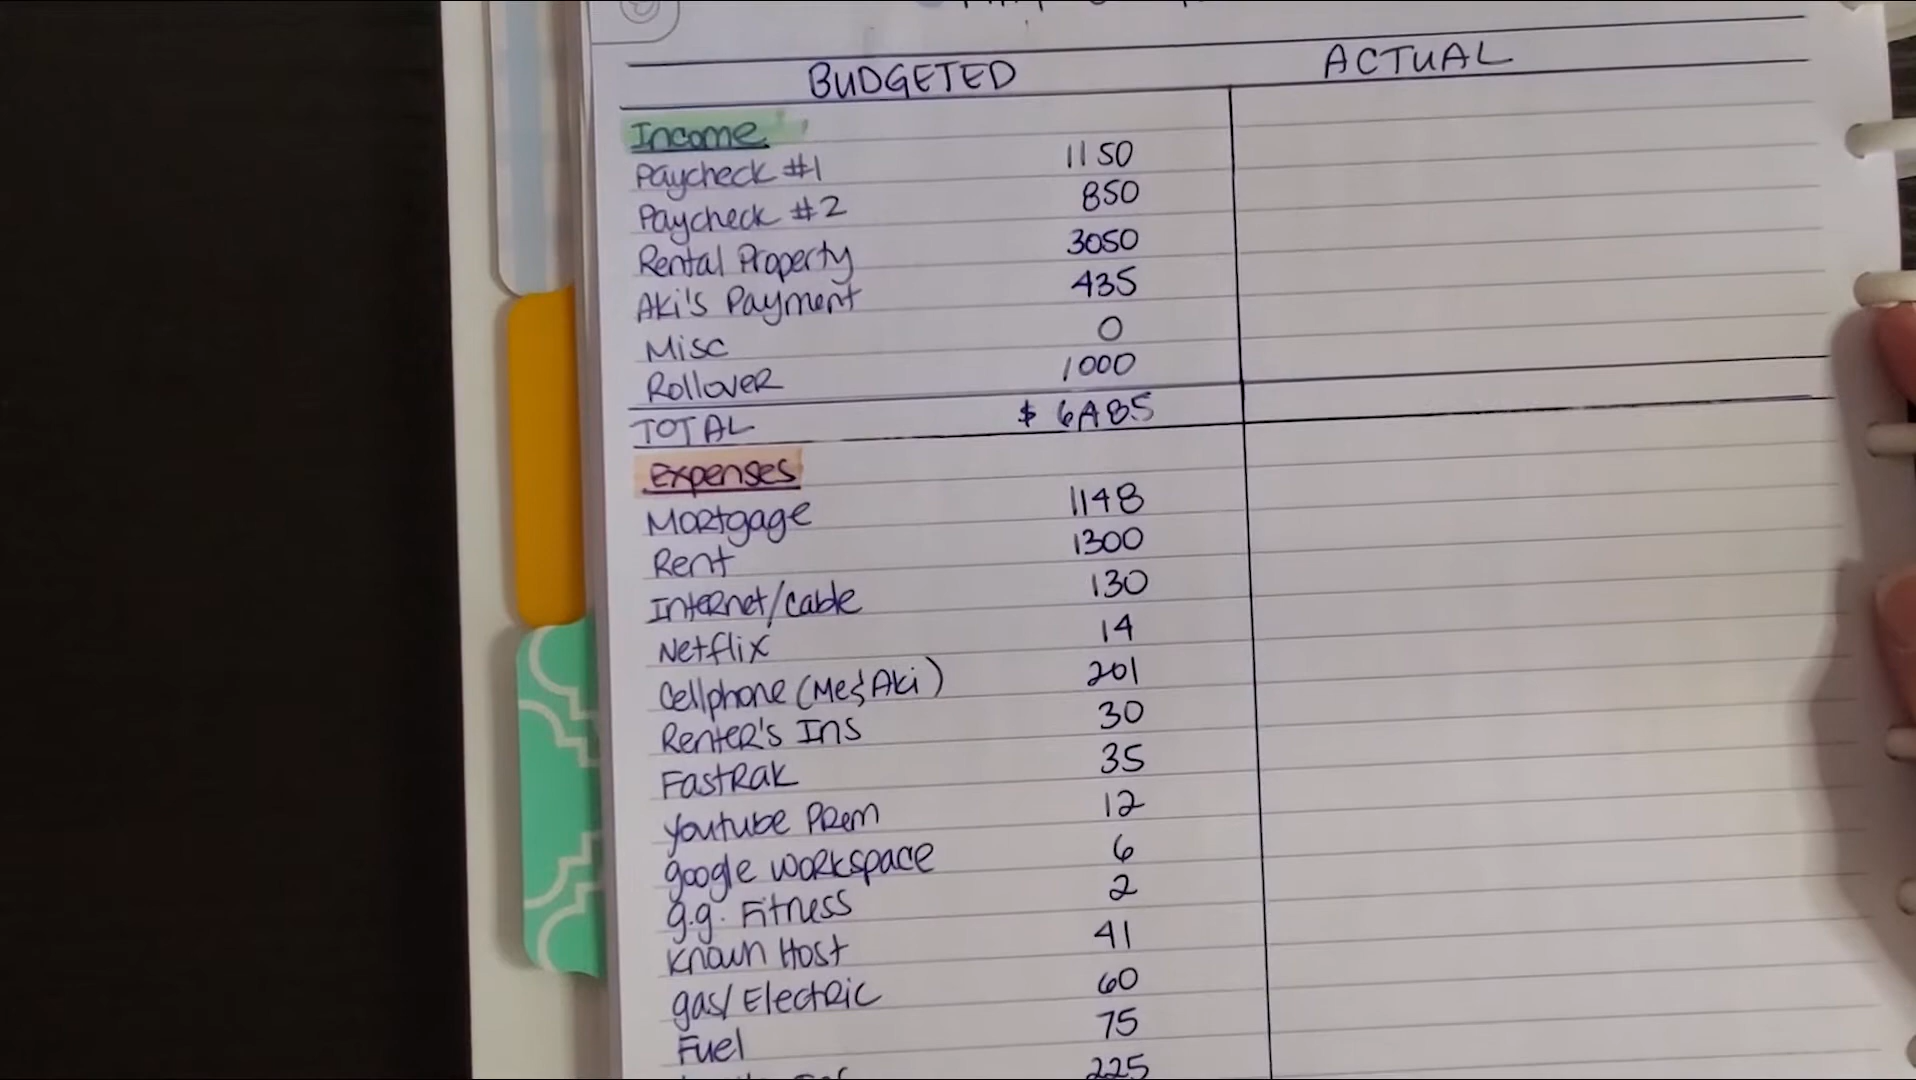 BUDGETED ACTUAL
Income
Paycheck #1 1150
Paycheck #2 850
Rental Property 3050
Aki's Payment 435
Misc 0
Rollover 1000
TOTAL $ 6485
Expenses
Mortgage 1148
Rent 1300
Internet/cable 130
Netflix 14
Cellphone (Me & Aki) 201
Renter's Ins 30
FastRak 35
Youtube Prem 12
google workspace 6
g.g. Fitness 2
Known Host 41
gas/Electric 60
Fuel 75
225